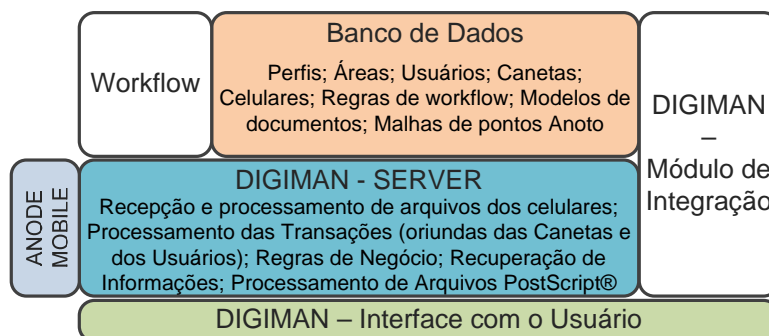 Workflow
Banco de Dados
Perfis; Áreas; Usuários; Canetas;
Celulares; Regras de workflow; Modelos de
documentos; Malhas de pontos Anoto
DIGIMAN
–
Módulo de
Integração
ANODE
MOBILE
DIGIMAN - SERVER
Recepção e processamento de arquivos dos celulares;
Processamento das Transações (oriundas das Canetas e
dos Usuários); Regras de Negócio; Recuperação de
Informações; Processamento de Arquivos PostScript®
DIGIMAN – Interface com o Usuário